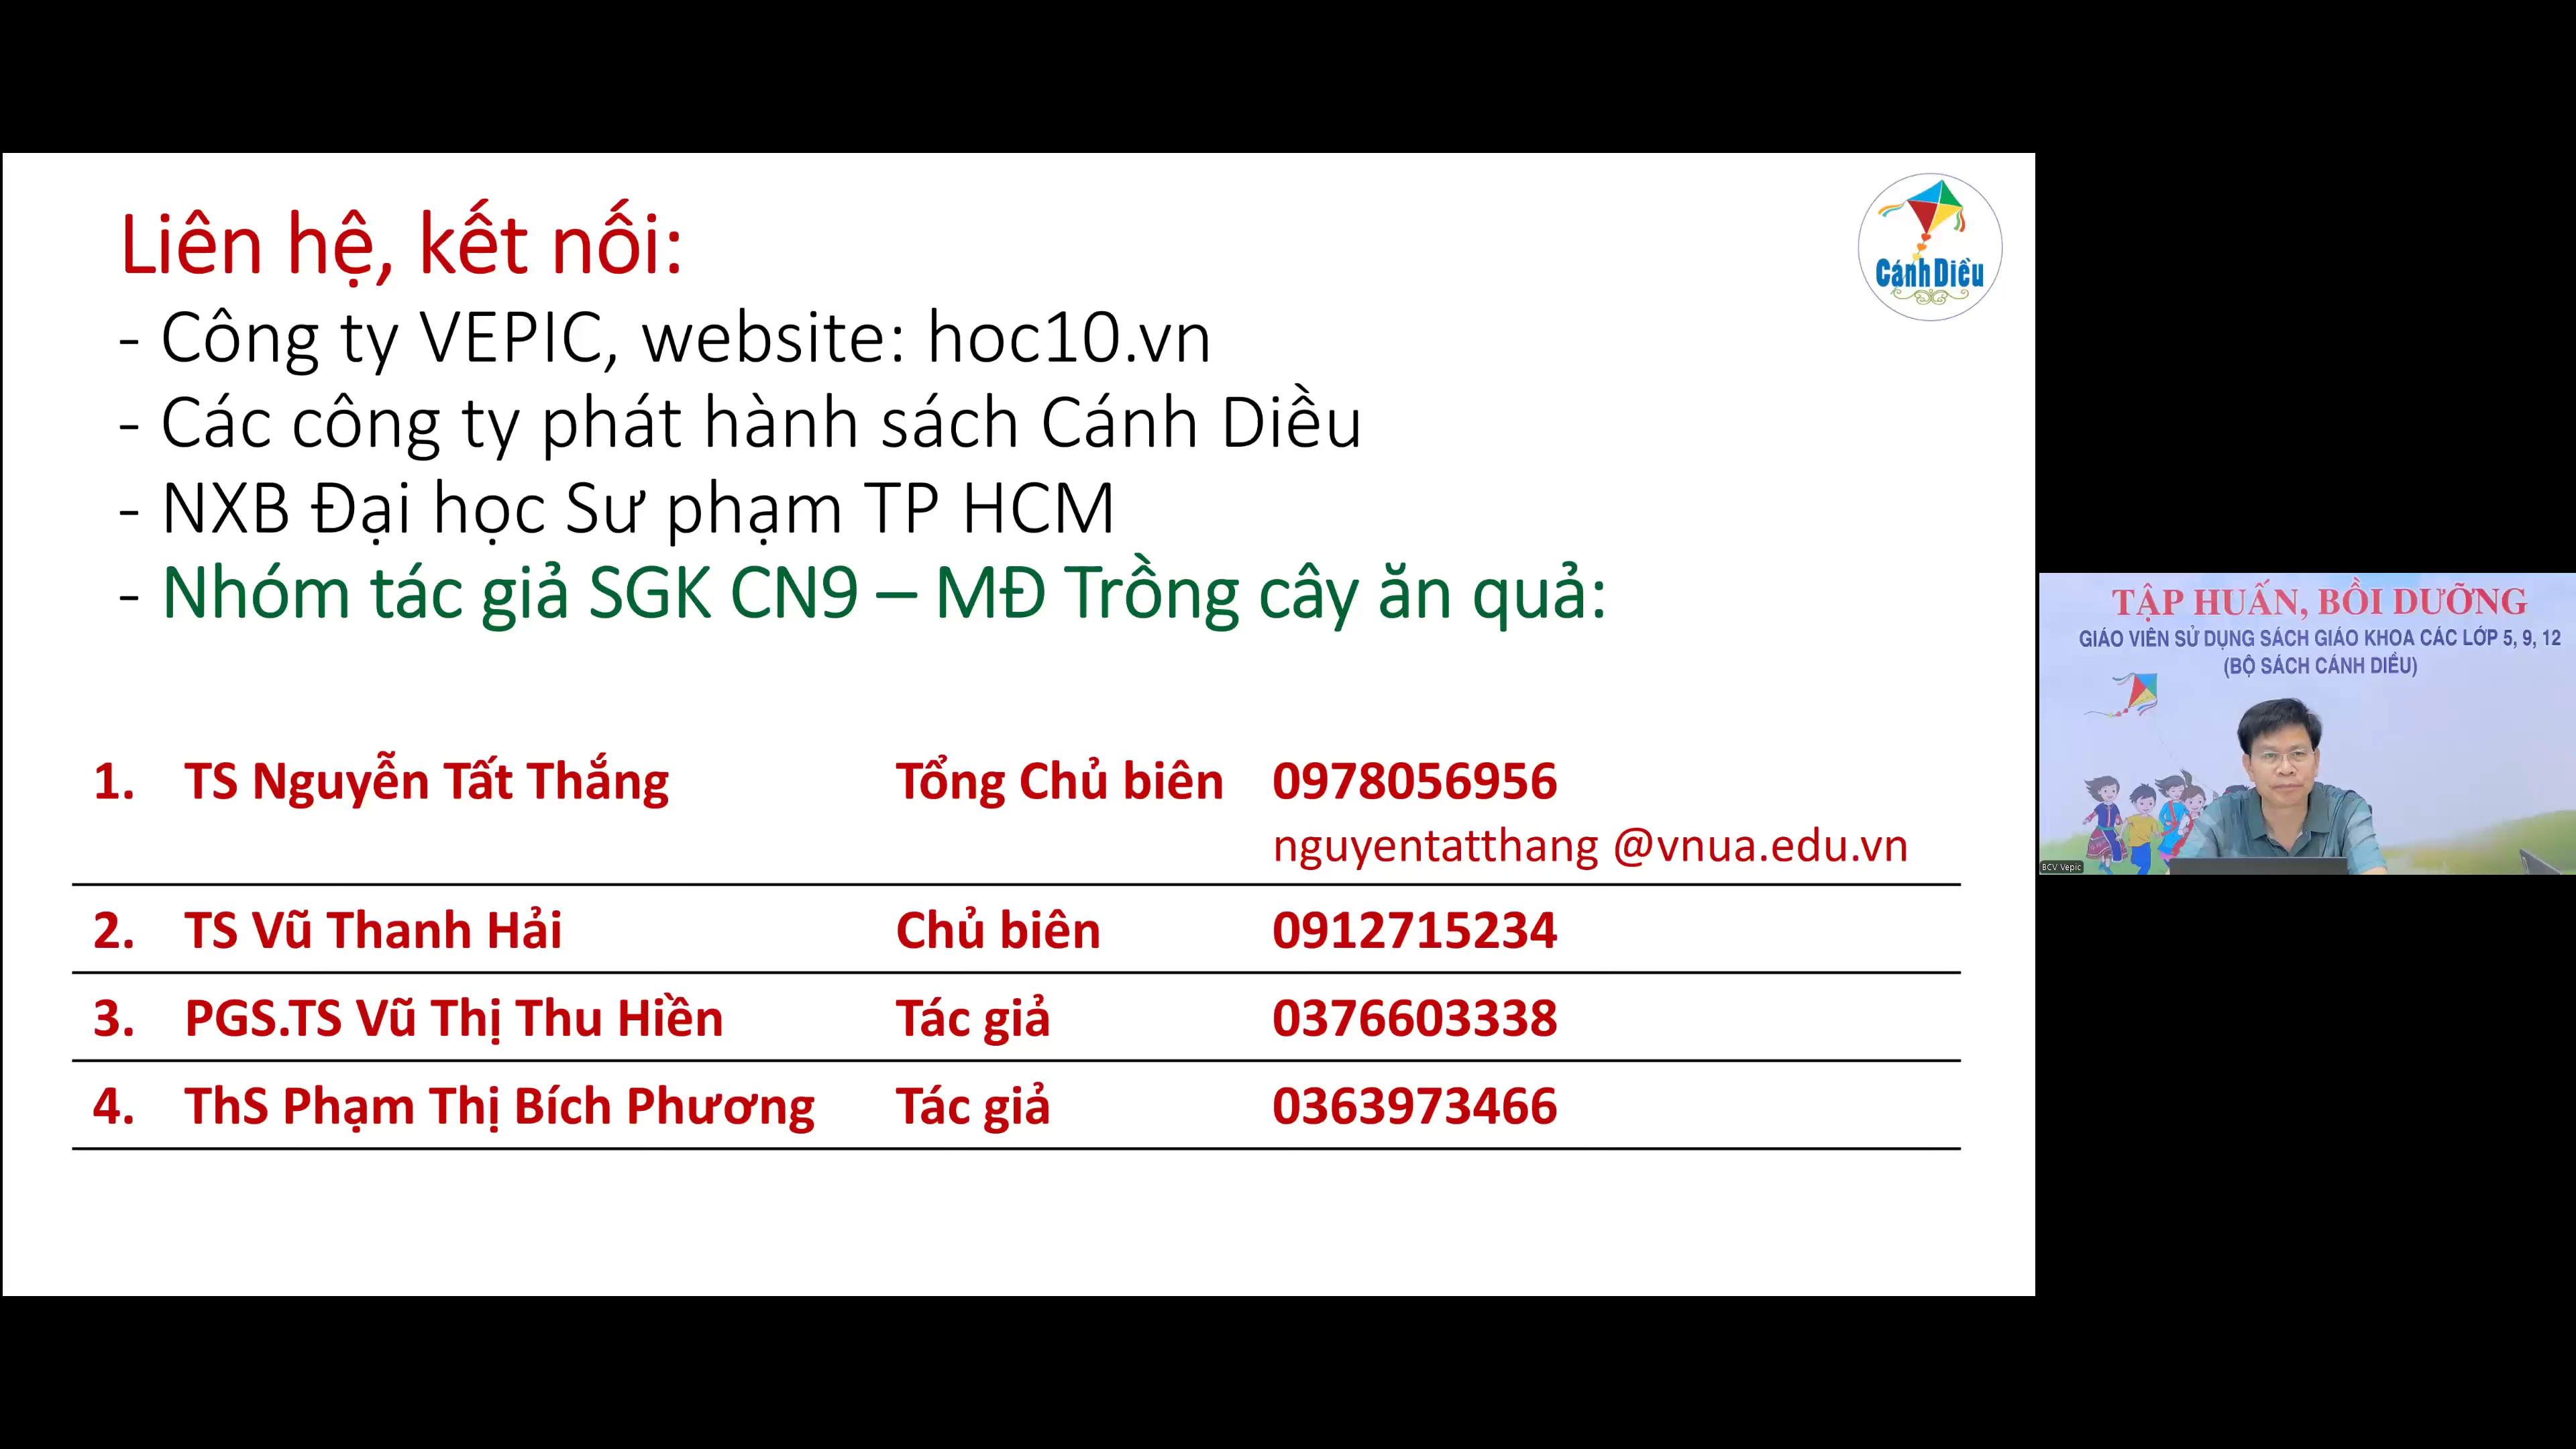 Liên hệ, kết nối:
Cánh Diều
- Công ty VEPIC, website: hoc10.vn
- Các công ty phát hành sách Cánh Diều
- NXB Đại học Sư phạm TP HCM
- Nhóm tác giả SGK CN9 – MĐ Trồng cây ăn quả:
1. TS Nguyễn Tất Thắng Tổng Chủ biên 0978056956
nguyentatthang @vnua.edu.vn
2. TS Vũ Thanh Hải Chủ biên 0912715234
3. PGS.TS Vũ Thị Thu Hiền Tác giả 0376603338
4. ThS Phạm Thị Bích Phương Tác giả 0363973466
TẬP HUẤN, BỒI DƯỠNG
GIÁO VIÊN SỬ DỤNG SÁCH GIÁO KHOA CÁC LỚP 5, 9, 12
(BỘ SÁCH CÁNH DIỀU)
BCV Vepic